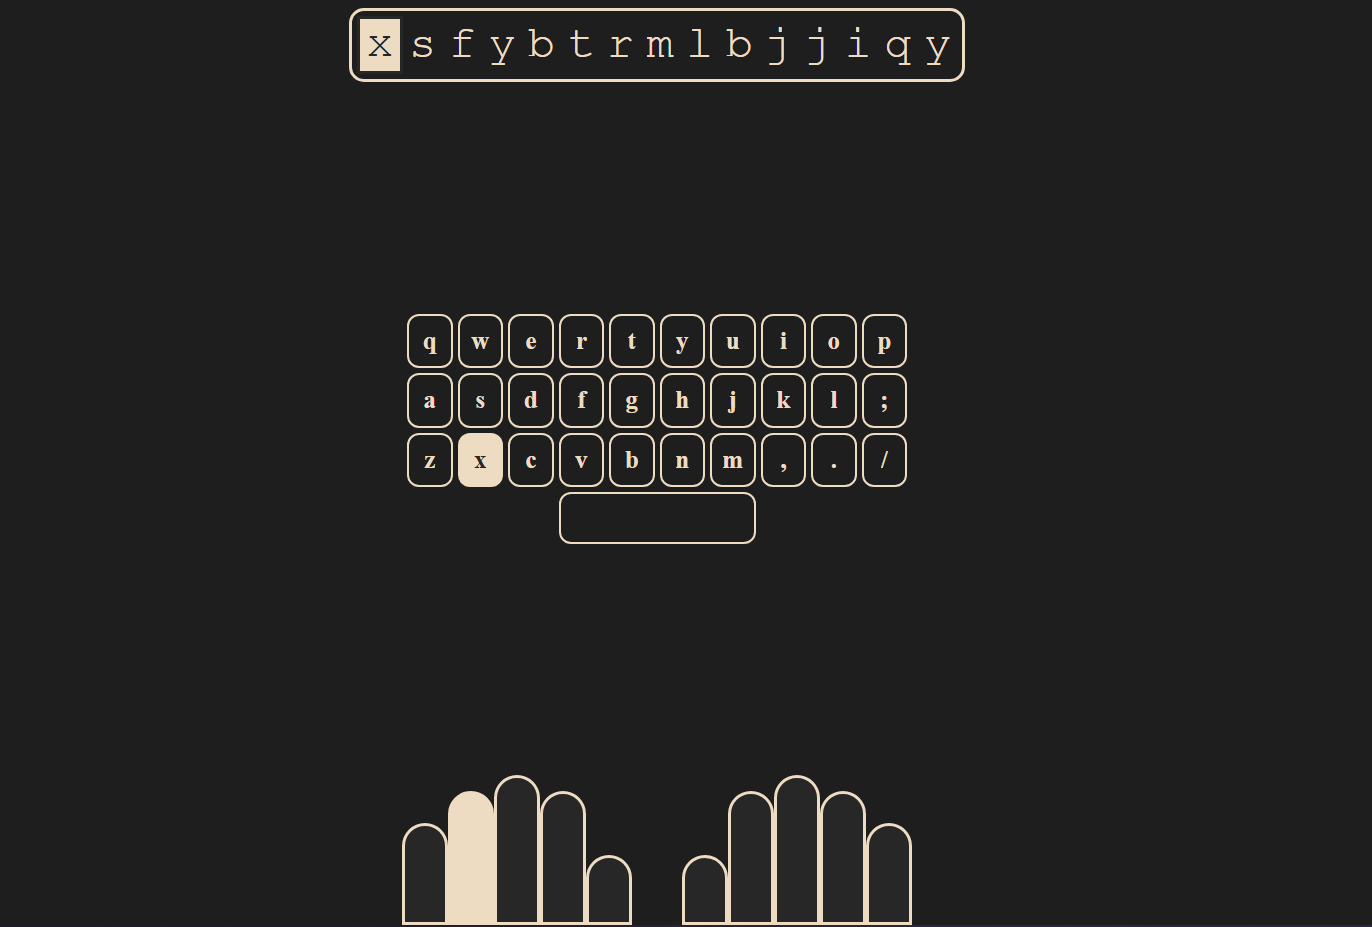 x s f y b t r m l b j j i q y
q w e r t y u i o p
a s d f g h j k l ;
z x c v b n m , . /